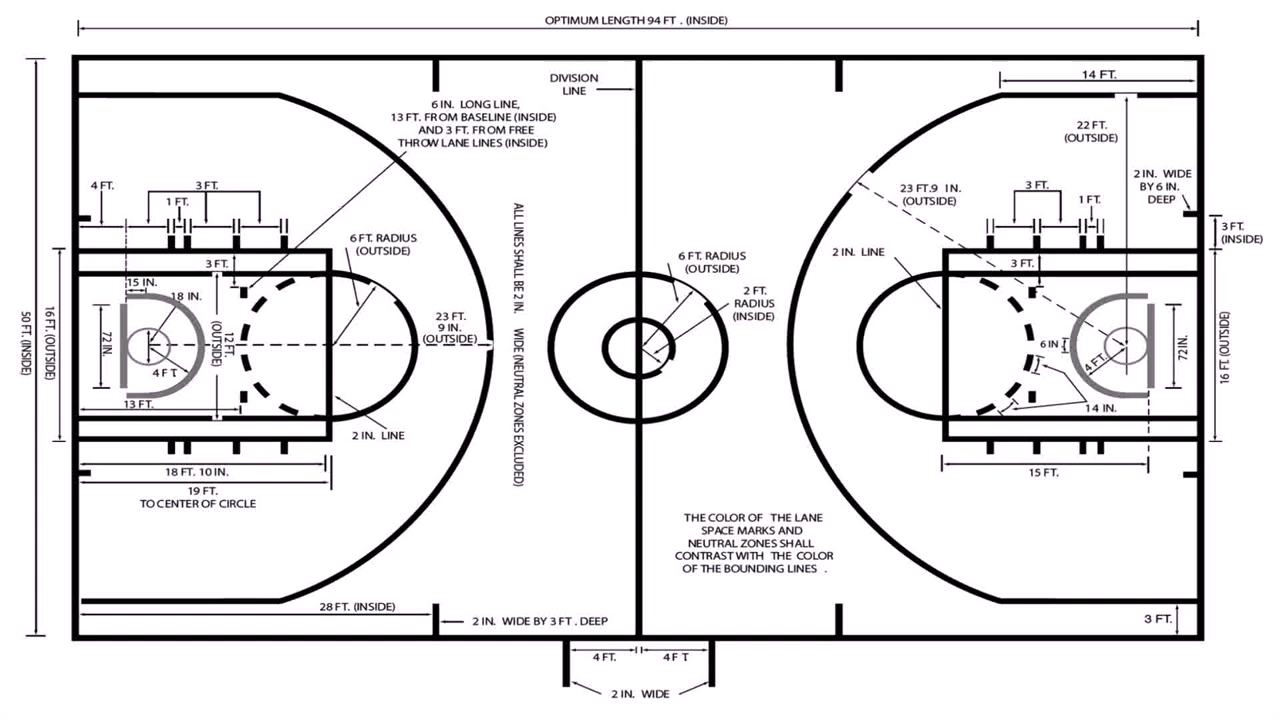 OPTIMUM LENGTH 94 FT . (INSIDE)
DIVISION
LINE
14 FT.
6 IN. LONG LINE,
13 FT. FROM BASELINE (INSIDE)
AND 3 FT. FROM FREE
THROW LANE LINES (INSIDE)
22 FT.
(OUTSIDE)
2 IN. WIDE
BY 6 IN.
DEEP
4 FT.
3 FT.
1 FT.
23 FT.9 IN.
(OUTSIDE)
3 FT.
1 FT.
3 FT.
(INSIDE)
6 FT. RADIUS
(OUTSIDE)
ALL LINES SHALL BE 2 IN. WIDE (NEUTRAL ZONES EXCLUDED)
6 FT. RADIUS
(OUTSIDE)
2 FT.
RADIUS
(INSIDE)
2 IN. LINE
3 FT.
3 FT.
15 IN.
18 IN.
50 FT. (INSIDE)
16 FT. (OUTSIDE)
72 IN.
4 F T
12 FT.
(OUTSIDE)
23 FT.
9 IN.
(OUTSIDE)
6 IN
4 FT.
72 IN.
16 FT. (OUTSIDE)
13 FT.
14 IN.
2 IN. LINE
18 FT. 10 IN.
15 FT.
19 FT.
TO CENTER OF CIRCLE
THE COLOR OF THE LANE
SPACE MARKS AND
NEUTRAL ZONES SHALL
CONTRAST WITH THE COLOR
OF THE BOUNDING LINES .
28 FT. (INSIDE)
2 IN. WIDE BY 3 FT . DEEP
3 FT.
4 FT.
4 F T
2 IN. WIDE